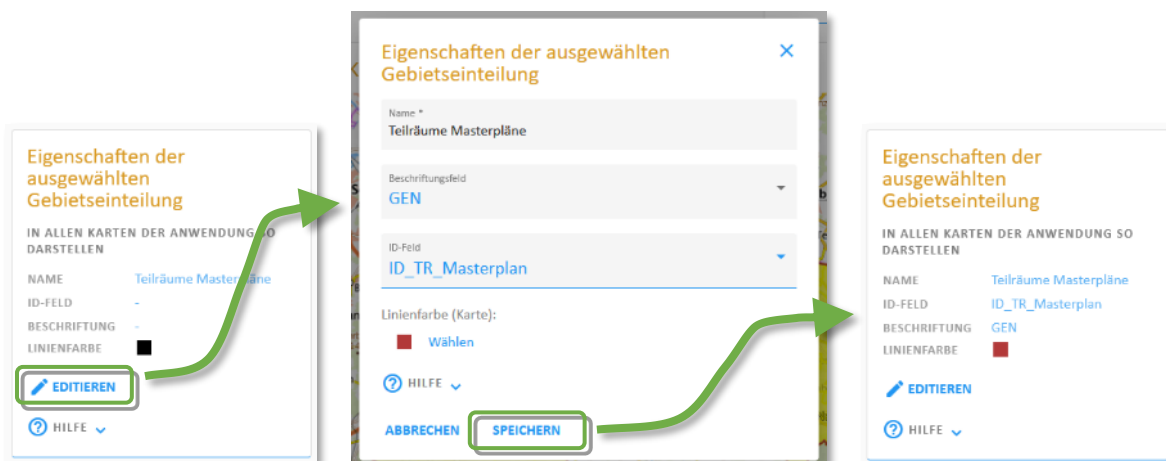 Eigenschaften der
ausgewählten
Gebietseinteilung
IN ALLEN KARTEN DER ANWENDUNG SO
DARSTELLEN
NAME Teilräume Masterpläne
ID-FELD -
BESCHRIFTUNG -
LINIENFARBE
EDITIEREN
? HILFE
Eigenschaften der ausgewählten
Gebietseinteilung
Name *
Teilräume Masterpläne
Beschriftungsfeld
GEN
ID-Feld
ID_TR_Masterplan
Linienfarbe (Karte):
Wählen
? HILFE
ABBRECHEN SPEICHERN
Eigenschaften der
ausgewählten
Gebietseinteilung
IN ALLEN KARTEN DER ANWENDUNG SO
DARSTELLEN
NAME Teilräume Masterpläne
ID-FELD ID_TR_Masterplan
BESCHRIFTUNG GEN
LINIENFARBE
EDITIEREN
? HILFE